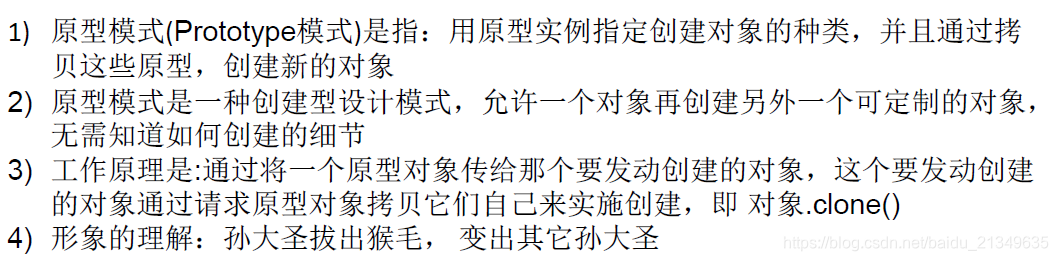 1) 原型模式(Prototype模式)是指：用原型实例指定创建对象的种类，并且通过拷
贝这些原型，创建新的对象
2) 原型模式是一种创建型设计模式，允许一个对象再创建另外一个可定制的对象，
无需知道如何创建的细节
3) 工作原理是:通过将一个原型对象传给那个要发动创建的对象，这个要发动创建
的对象通过请求原型对象拷贝它们自己来实施创建，即 对象.clone()
4) 形象的理解：孙大圣拔出猴毛， 变出其它孙大圣
https://blog.csdn.net/baidu_21349635